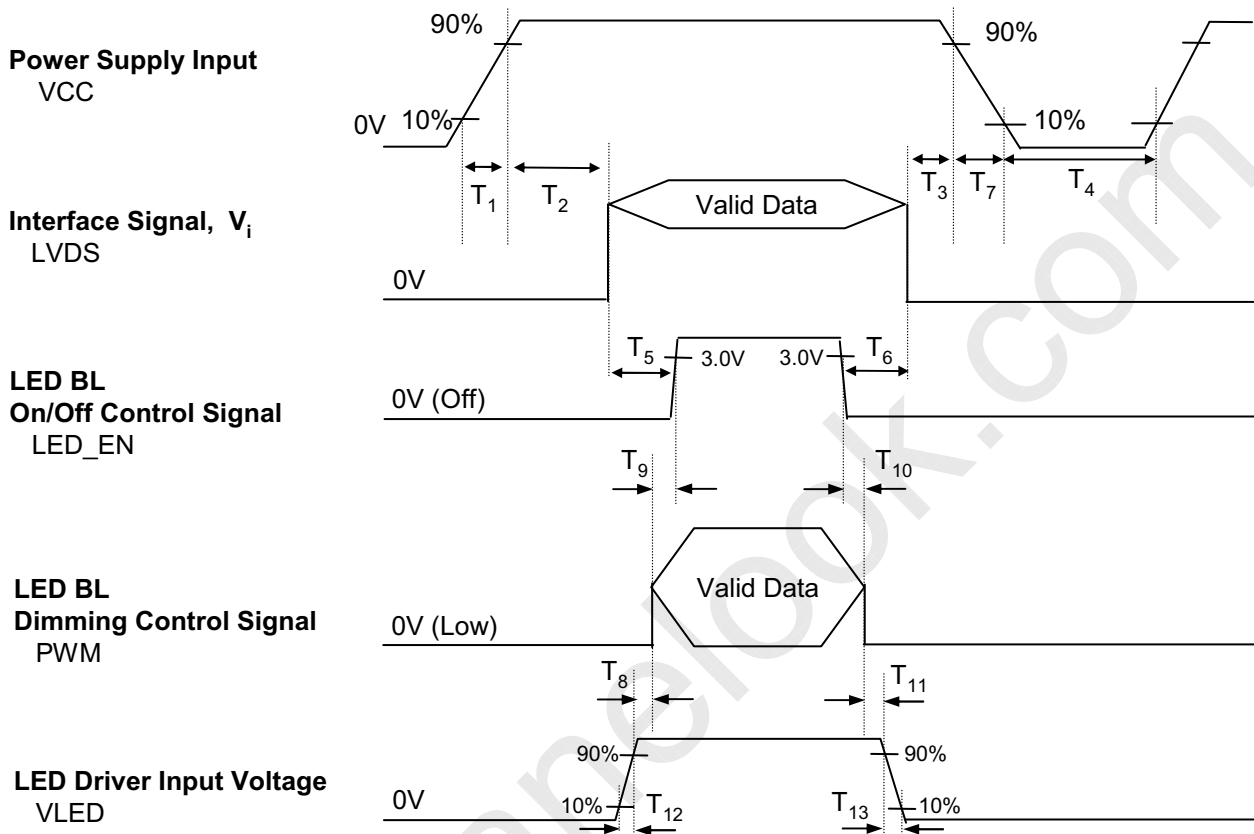 90%
90%
Power Supply Input
VCC
0V 10%
10%
T1
T2
T3
T7
T4
Interface Signal, Vi
LVDS
Valid Data
0V
T5
3.0V
3.0V
T6
LED BL
On/Off Control Signal
LED_EN
0V (Off)
T9
T10
LED BL
Dimming Control Signal
PWM
Valid Data
0V (Low)
T8
T11
90%
90%
LED Driver Input Voltage
VLED
0V
10%
T12
T13
10%
anelook.com